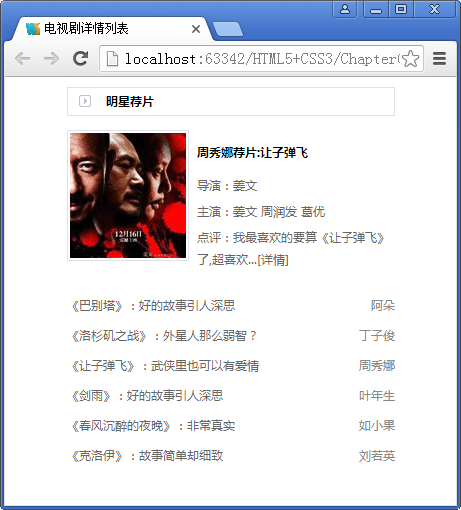 电视剧详情列表
localhost:63342/HTML5+CSS3/Chapter
明星荐片
周秀娜荐片:让子弹飞
导演：姜文
12月16日
主演：姜文 周润发 葛优
点评：我最喜欢的要算《让子弹飞》
了,超喜欢...[详情]
《巴别塔》：好的故事引人深思 阿朵
《洛杉矶之战》：外星人那么弱智？ 丁子俊
《让子弹飞》：武侠里也可以有爱情 周秀娜
《剑雨》：好的故事引人深思 叶年生
《春风沉醉的夜晚》：非常真实 如小果
《克洛伊》：故事简单却细致 刘若英